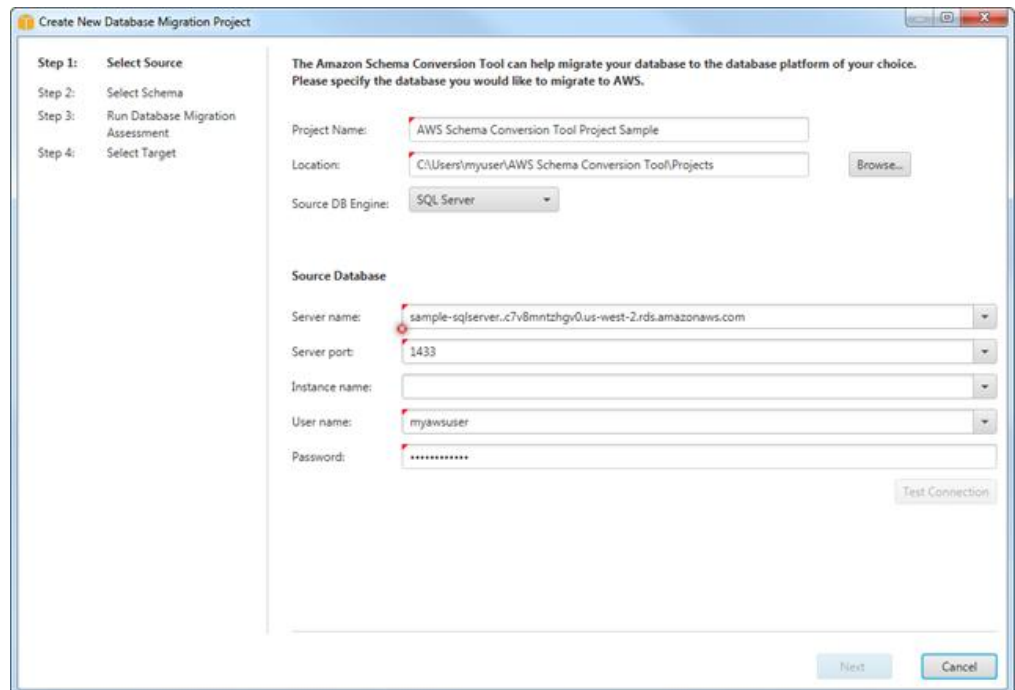 Create New Database Migration Project
Step 1: Select Source
Step 2: Select Schema
Step 3: Run Database Migration
Assessment
Step 4: Select Target
The Amazon Schema Conversion Tool can help migrate your database to the database platform of your choice.
Please specify the database you would like to migrate to AWS.
Project Name: AWS Schema Conversion Tool Project Sample
Location: C:\Users\myuser\AWS Schema Conversion Tool\Projects Browse...
Source DB Engine: SQL Server
Source Database
Server name: sample-sqlserver..c7v8mntzhgv0.us-west-2.rds.amazonaws.com
Server port: 1433
Instance name:
User name: myawsuser
Password: ••••••••••••
Test Connection
Next Cancel